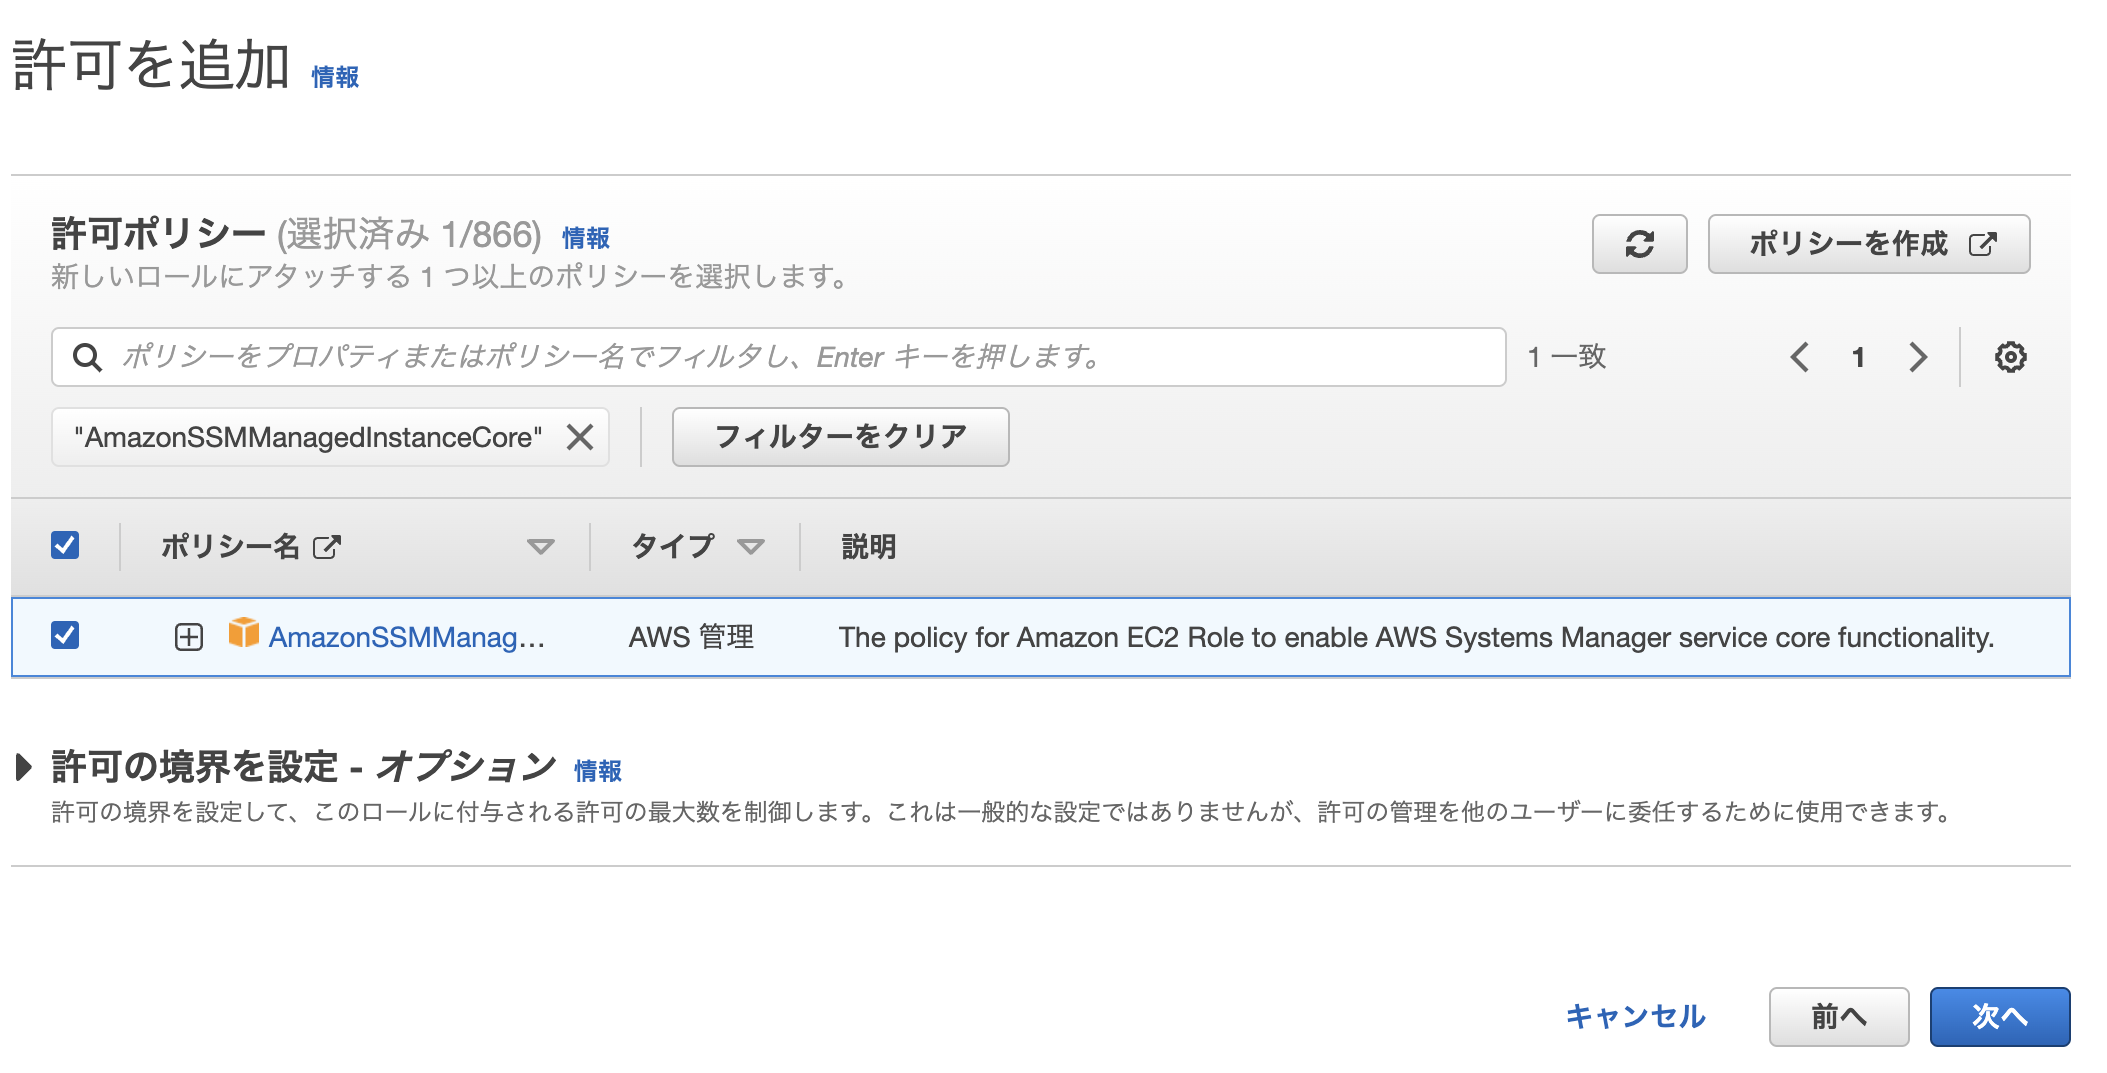 許可を追加 情報
許可ポリシー (選択済み 1/866) 情報
新しいロールにアタッチする 1 つ以上のポリシーを選択します。
ポリシーを作成
ポリシーをプロパティまたはポリシー名でフィルタし、Enter キーを押します。
1 一致
1
"AmazonSSMManagedInstanceCore"
フィルターをクリア
ポリシー名 タイプ 説明
AmazonSSMManag... AWS 管理 The policy for Amazon EC2 Role to enable AWS Systems Manager service core functionality.
許可の境界を設定 - オプション 情報
許可の境界を設定して、このロールに付与される許可の最大数を制御します。これは一般的な設定ではありませんが、許可の管理を他のユーザーに委任するために使用できます。
キャンセル 前へ 次へ